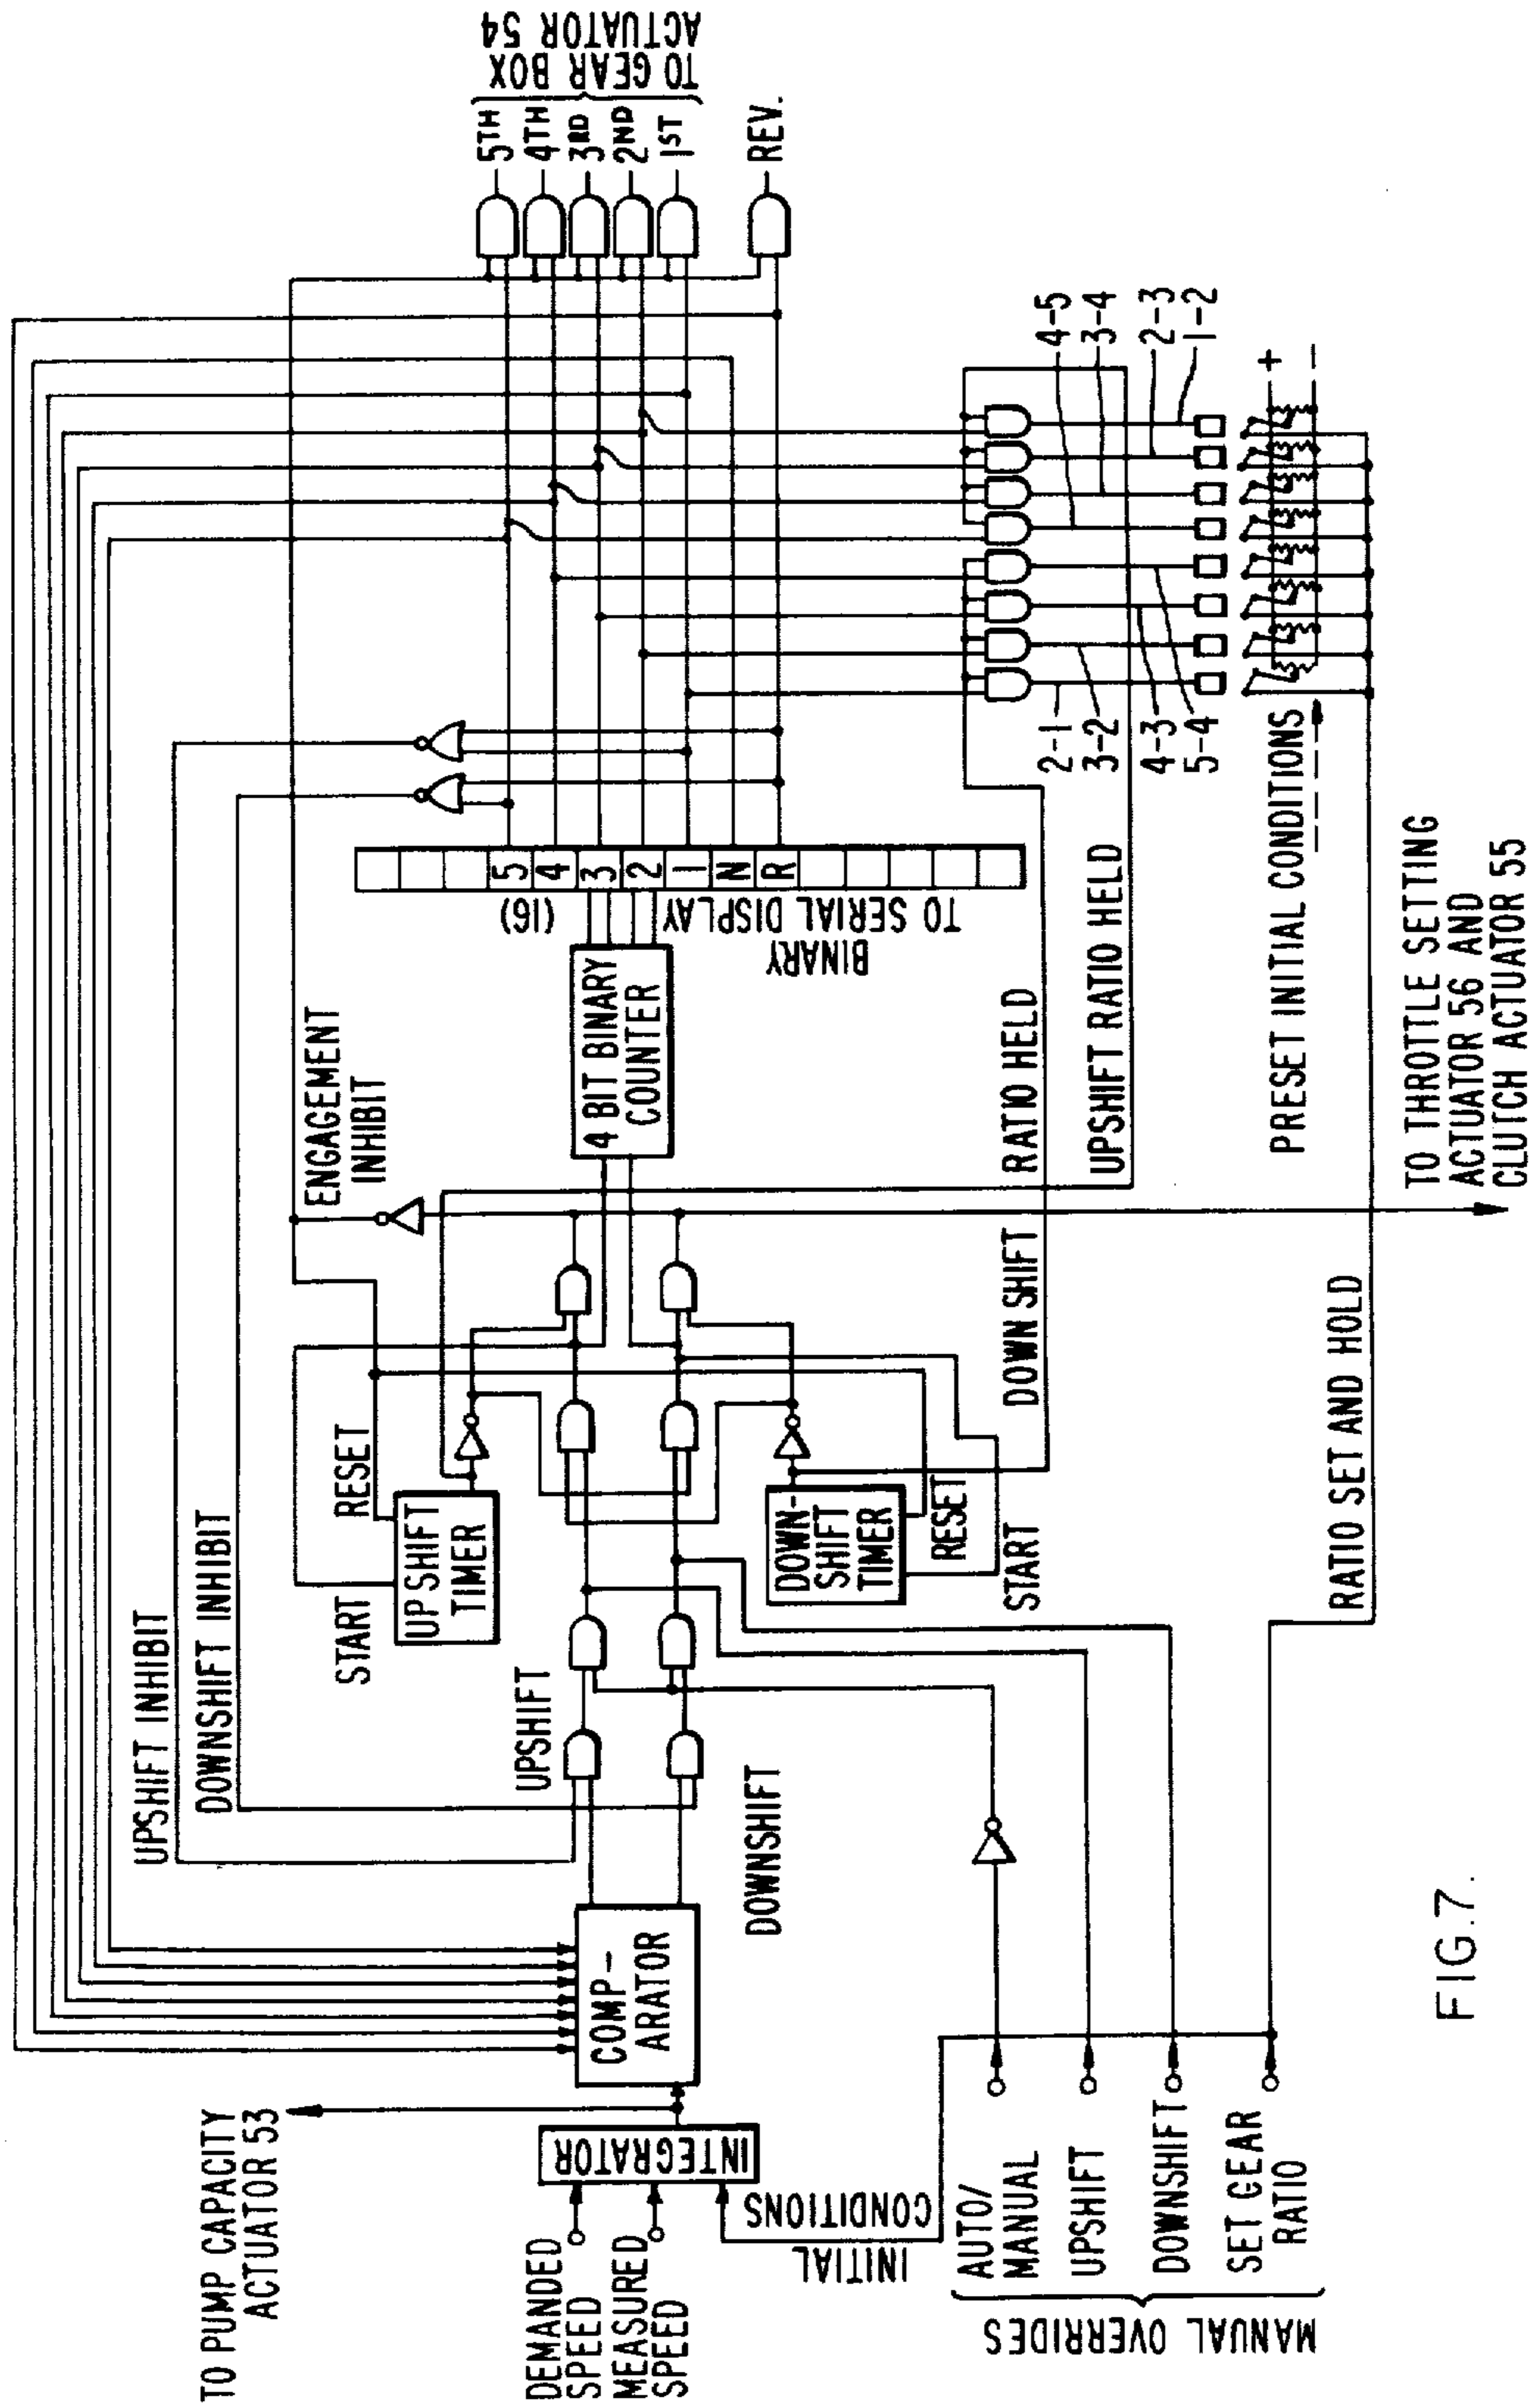 TO PUMP CAPACITY
ACTUATOR 53
DEMANDED
SPEED
MEASURED
SPEED
INTEGRATOR
INITIAL
CONDITIONS
COMP-
ARATOR
UPSHIFT INHIBIT
DOWNSHIFT INHIBIT
UPSHIFT
DOWNSHIFT
START
RESET
UP SHIFT
TIMER
DOWN-
SHIFT
TIMER
RESET
START
ENGAGEMENT
INHIBIT
4 BIT BINARY
COUNTER
BINARY
TO SERIAL DISPLAY
(16)
5
4
3
2
1
N
R
5TH
4TH
3RD
2ND
1ST
REV.
TO GEAR BOX
ACTUATOR 54
4-5
3-4
2-3
1-2
2-1
3-2
4-3
5-4
+
-
DOWN SHIFT RATIO HELD
UPSHIFT RATIO HELD
PRESET INITIAL CONDITIONS
RATIO SET AND HOLD
TO THROTTLE SETTING
ACTUATOR 56 AND
CLUTCH ACTUATOR 55
MANUAL OVERRIDES
AUTO/
MANUAL
UPSHIFT
DOWNSHIFT
SET GEAR
RATIO
FIG.7.